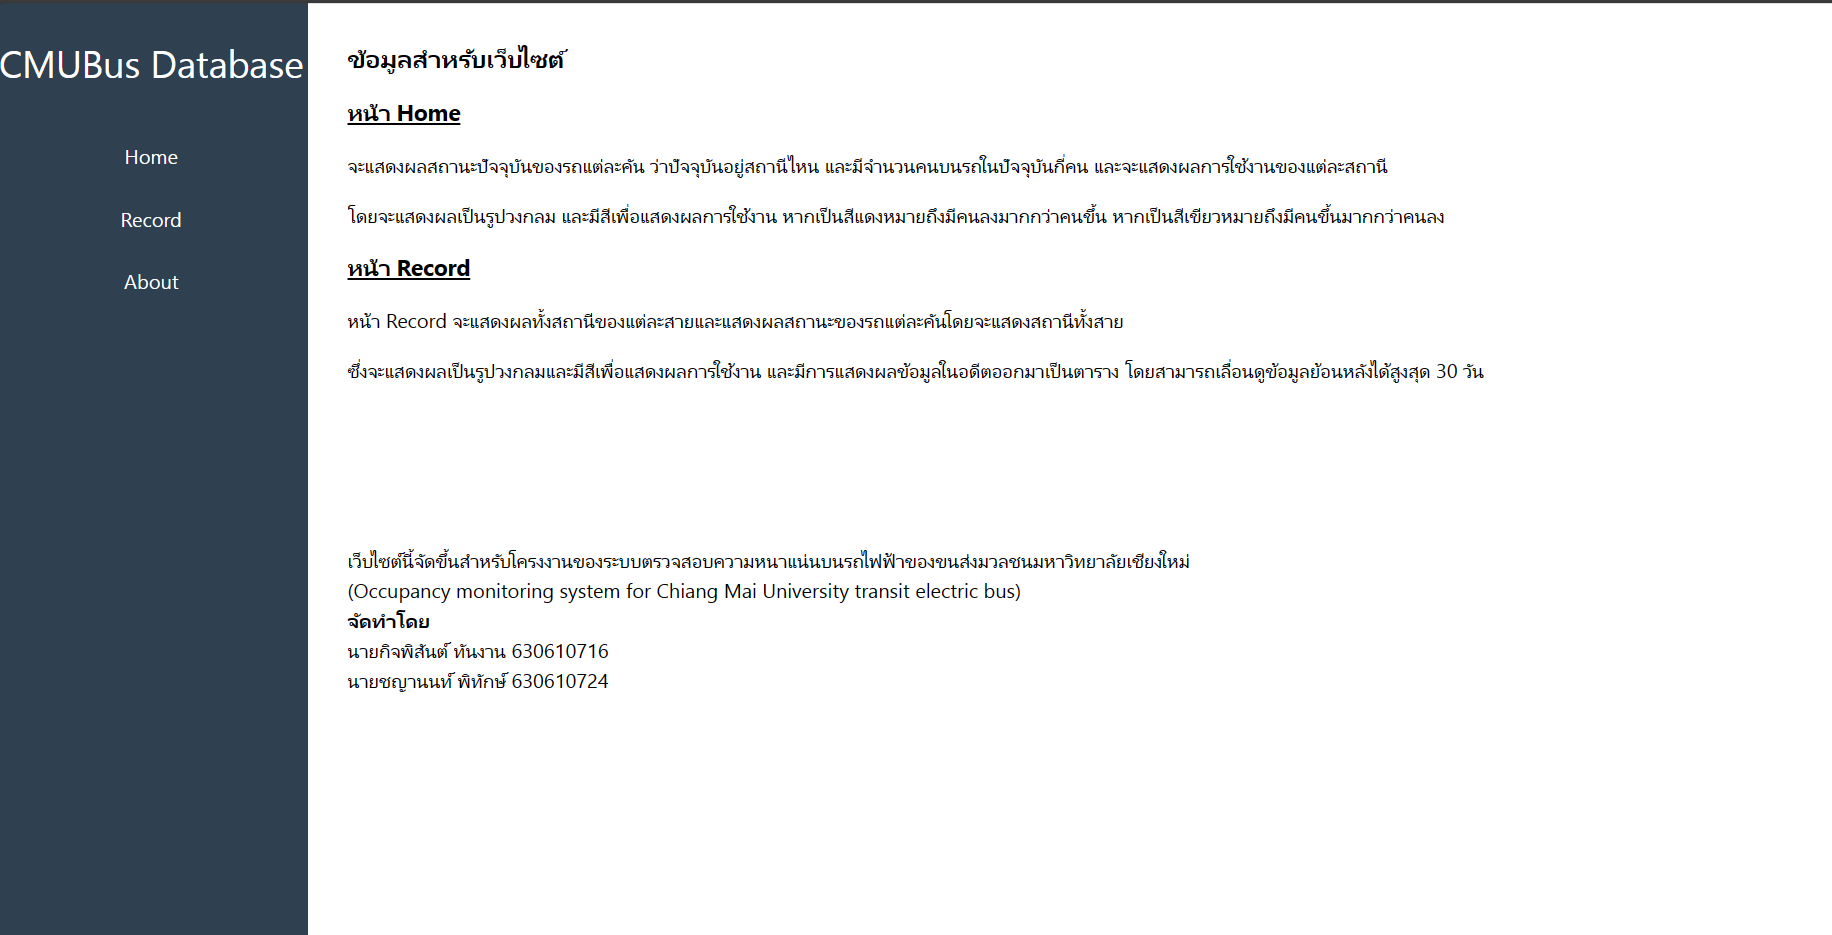 CMUBus Database
Home
Record
About
ข้อมูลสำหรับเว็บไซต์
หน้า Home
จะแสดงผลสถานะปัจจุบันของรถแต่ละคัน ว่าปัจจุบันอยู่สถานีไหน และมีจำนวนคนบนรถในปัจจุบันกี่คน และจะแสดงผลการใช้งานของแต่ละสถานี
โดยจะแสดงผลเป็นรูปวงกลม และมีสีเพื่อแสดงผลการใช้งาน หากเป็นสีแดงหมายถึงมีคนลงมากกว่าคนขึ้น หากเป็นสีเขียวหมายถึงมีคนขึ้นมากกว่าคนลง
หน้า Record
หน้า Record จะแสดงผลทั้งสถานีของแต่ละสายและแสดงผลสถานะของรถแต่ละคันโดยจะแสดงสถานีทั้งสาย
ซึ่งจะแสดงผลเป็นรูปวงกลมและมีสีเพื่อแสดงผลการใช้งาน และมีการแสดงผลข้อมูลในอดีตออกมาเป็นตาราง โดยสามารถเลื่อนดูข้อมูลย้อนหลังได้สูงสุด 30 วัน
เว็บไซต์นี้จัดขึ้นสำหรับโครงงานของระบบตรวจสอบความหนาแน่นบนรถไฟฟ้าของขนส่งมวลชนมหาวิทยาลัยเชียงใหม่
(Occupancy monitoring system for Chiang Mai University transit electric bus)
จัดทำโดย
นายกิจพิสันต์ ทันงาน 630610716
นายชญานนท์ พิทักษ์ 630610724